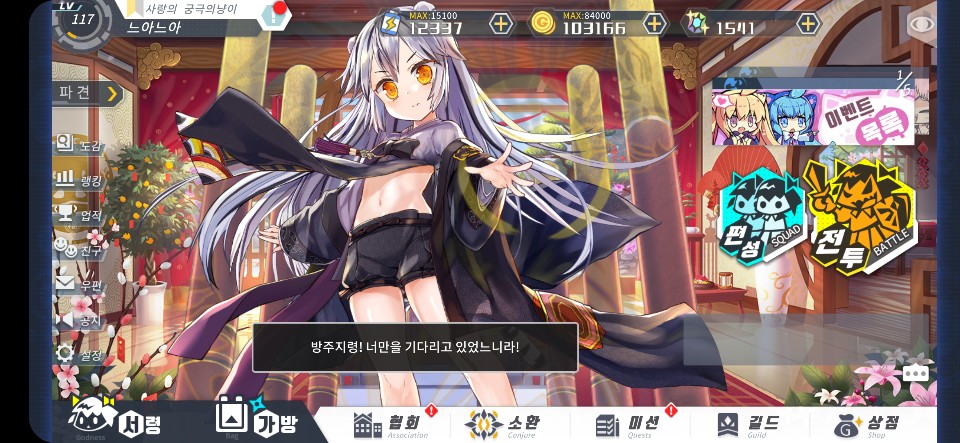 LV
117
사랑의 궁극의냥이
느아느아
MAX:15100
12337
MAX:84000
103166
1541
파견
1/6
이벤트
목록
도감
랭킹
업적
친구
우편
공지
설정
편성
SQUAD
전투
BATTLE
방주지령! 너만을 기다리고 있었느니라!
서령
Godness
가방
Bag
협회
Association
소환
Conjure
미션
Quests
길드
Guild
상점
Shop